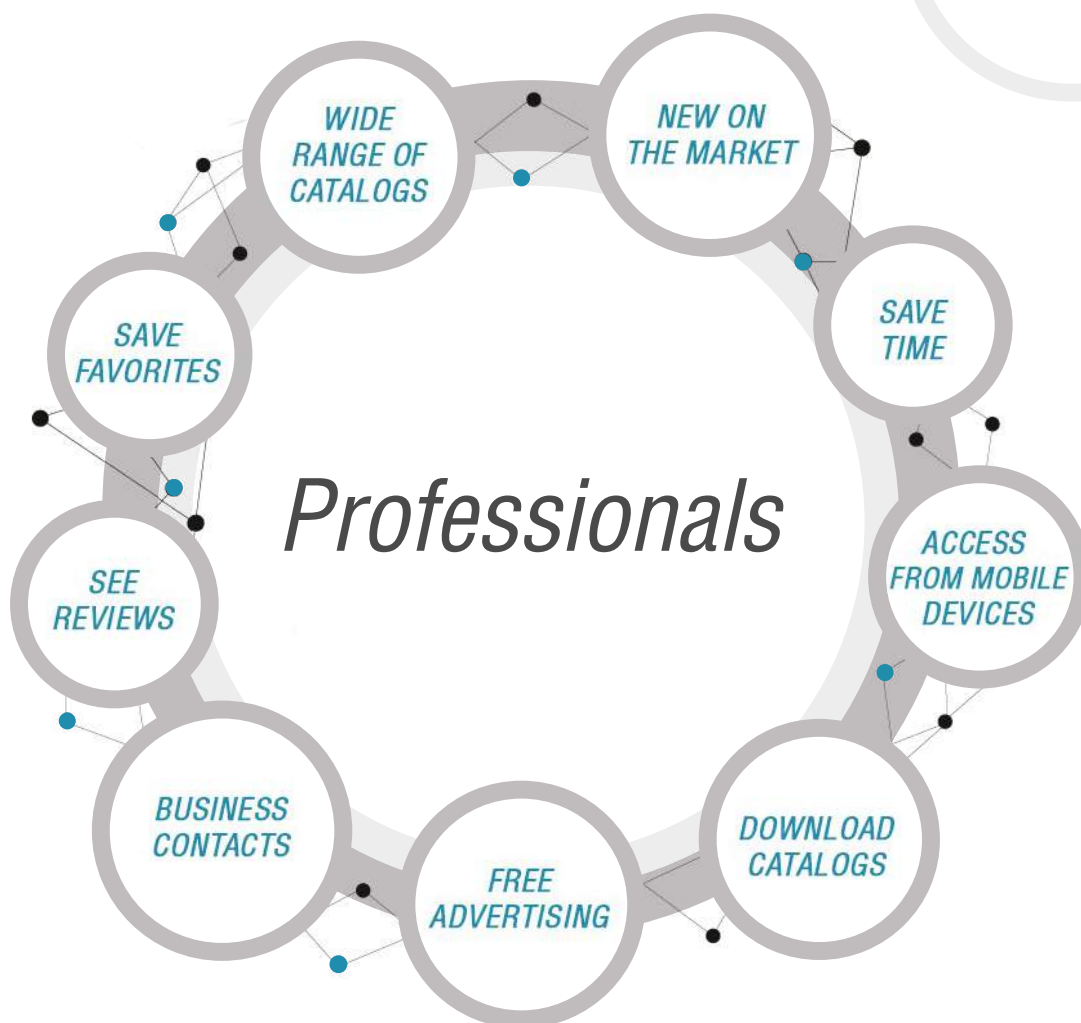 WIDE
RANGE OF
CATALOGS
NEW ON
THE MARKET
SAVE
TIME
SAVE
FAVORITES
Professionals
ACCESS
FROM MOBILE
DEVICES
SEE
REVIEWS
BUSINESS
CONTACTS
DOWNLOAD
CATALOGS
FREE
ADVERTISING